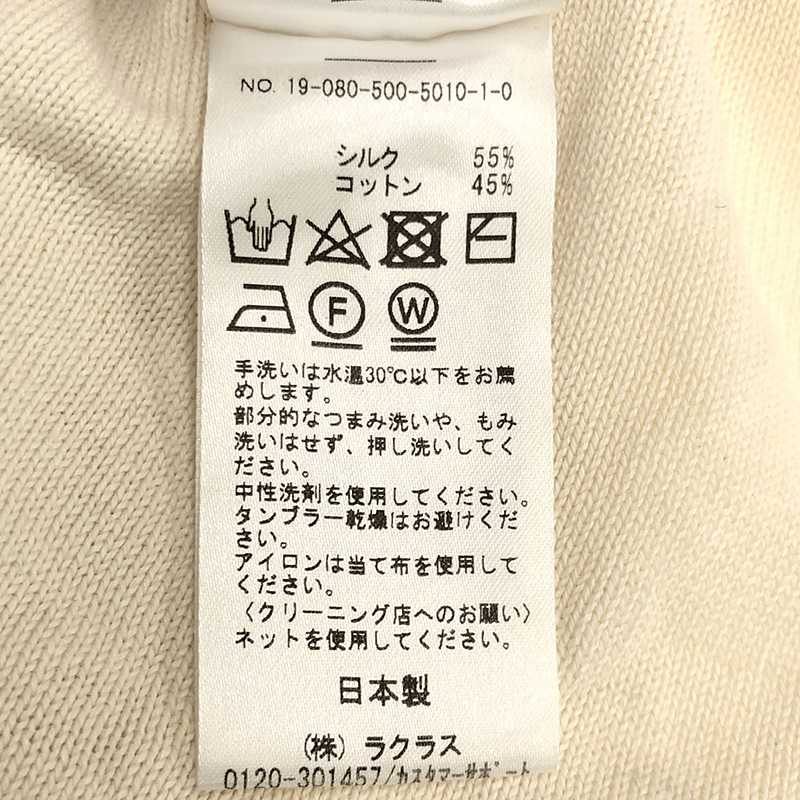 NO. 19-080-500-5010-1-0
シルク 55%
コットン 45%
F W
手洗いは水温30℃以下をお薦
めします。
部分的なつまみ洗いや、もみ
洗いはせず、押し洗いしてく
ださい。
中性洗剤を使用してください。
タンブラー乾燥はお避けくだ
さい。
アイロンは当て布を使用して
ください。
〈クリーニング店へのお願い〉
ネットを使用してください。
日本製
(株) ラクラス
0120-301457/カスタマーサポート